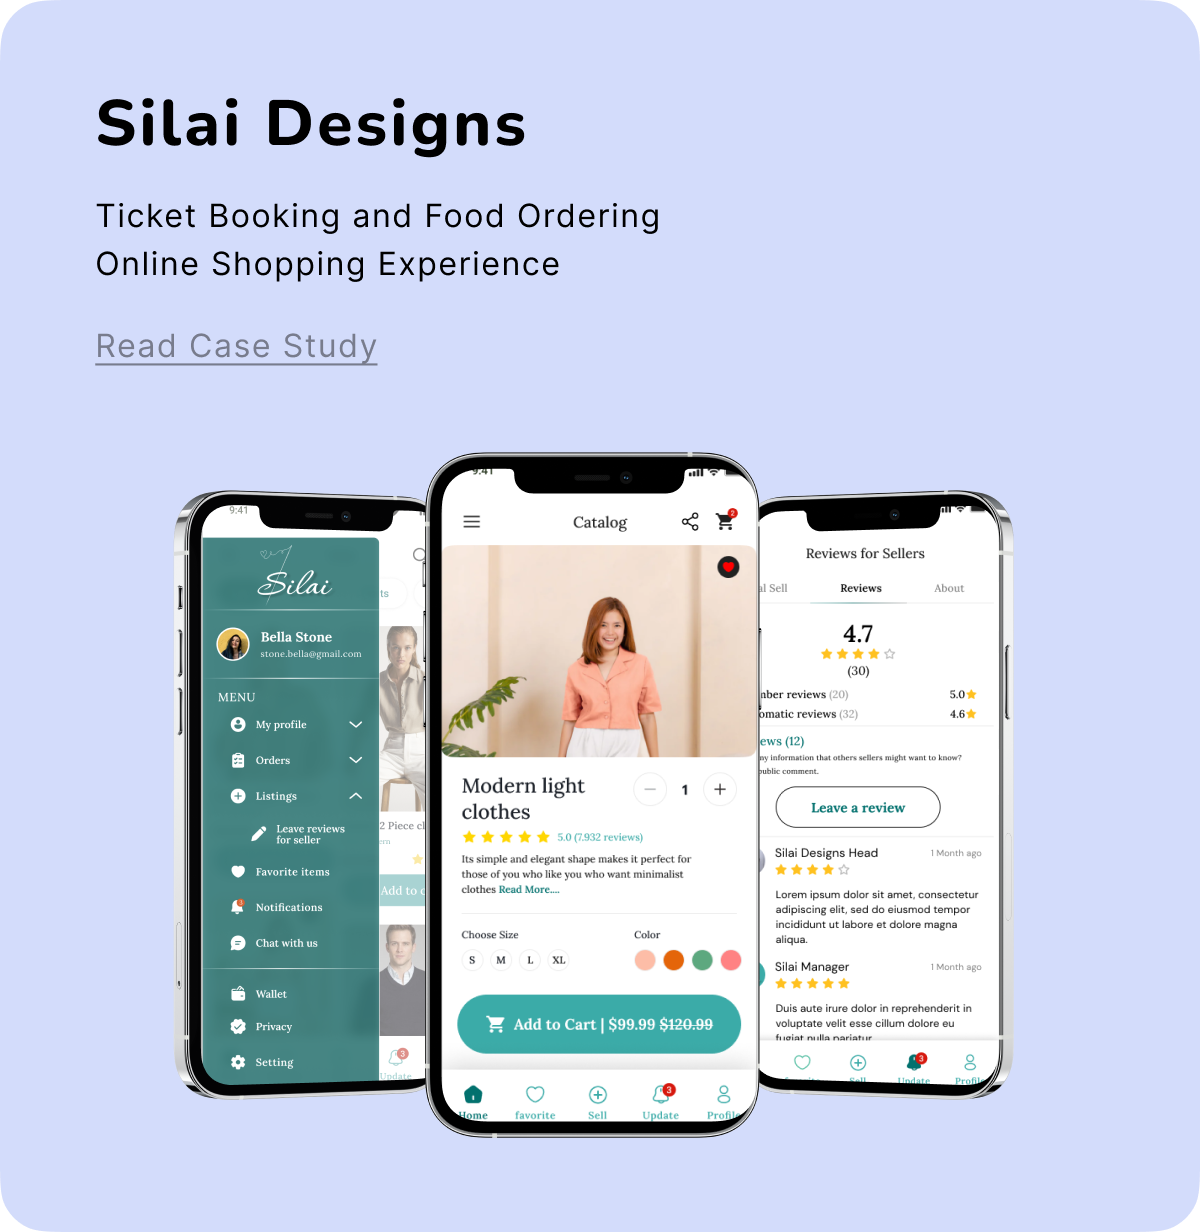 Silai Designs
Ticket Booking and Food Ordering
Online Shopping Experience
Read Case Study
9:41
Silai
Bella Stone
stone.bella@gmail.com
MENU
My profile
Orders
Listings
Leave reviews
for seller
Favorite items
Notifications
3
Chat with us
Wallet
Privacy
Setting
ts
2 Piece cl
Add to c
3
Update
9:41
Catalog
2
Modern light
clothes
1
5.0 (7.932 reviews)
Its simple and elegant shape makes it perfect for
those of you who like you who want minimalist
clothes Read More....
Choose Size
Color
S M L XL
Add to Cart | $99.99 $120.99
3
Home favorite Sell Update Profile
Reviews for Sellers
al Sell Reviews About
4.7
(30)
nber reviews (20) 5.0
omatic reviews (32) 4.6
ews (12)
ny information that others sellers might want to know?
public comment.
Leave a review
Silai Designs Head 1 Month ago
Lorem ipsum dolor sit amet, consectetur
adipiscing elit, sed do eiusmod tempor
incididunt ut labore et dolore magna
aliqua.
Silai Manager 1 Month ago
Duis aute irure dolor in reprehenderit in
voluptate velit esse cillum dolore eu
fugiat nulla pariatur
3
Sell Update Profile